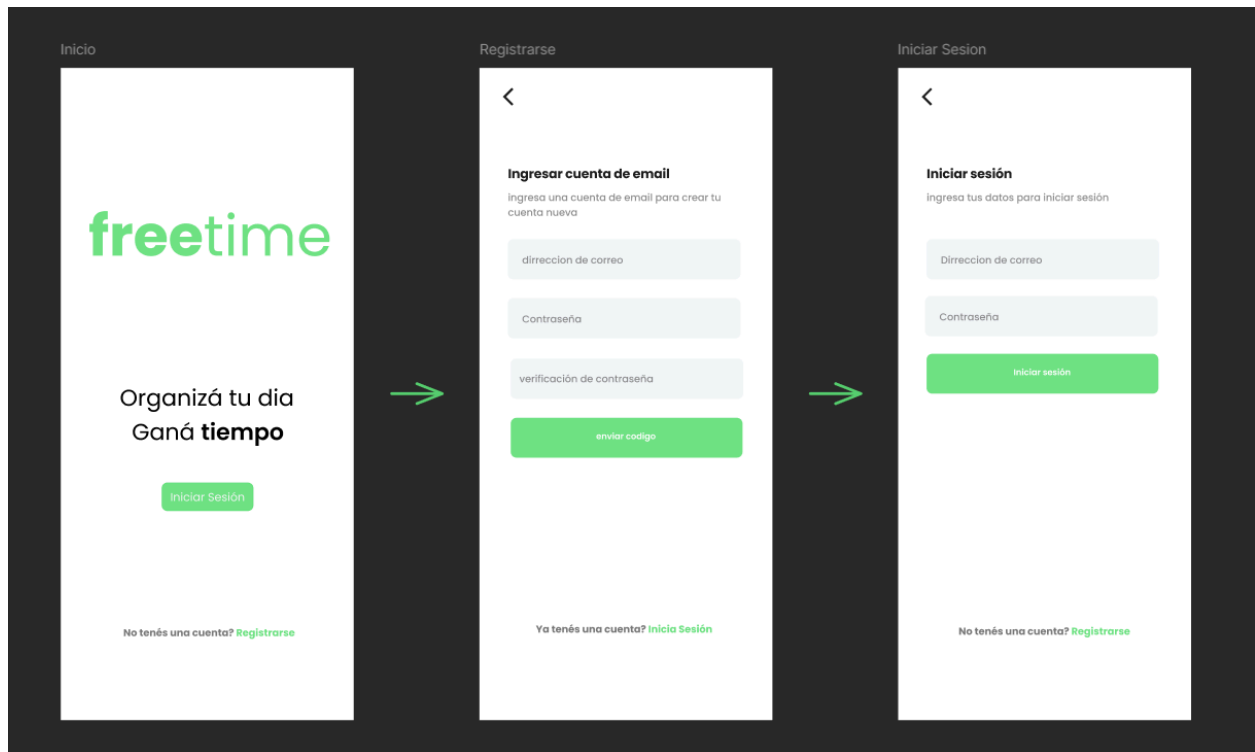 Inicio
freetime
Organizá tu dia
Ganá tiempo
Iniciar Sesión
No tenés una cuenta? Registrarse
Registrarse
Ingresar cuenta de email
ingresa una cuenta de email para crear tu
cuenta nueva
dirreccion de correo
Contraseña
verificación de contraseña
enviar codigo
Ya tenés una cuenta? Inicia Sesión
Iniciar Sesion
Iniciar sesión
ingresa tus datos para iniciar sesión
Dirreccion de correo
Contraseña
Iniciar sesión
No tenés una cuenta? Registrarse